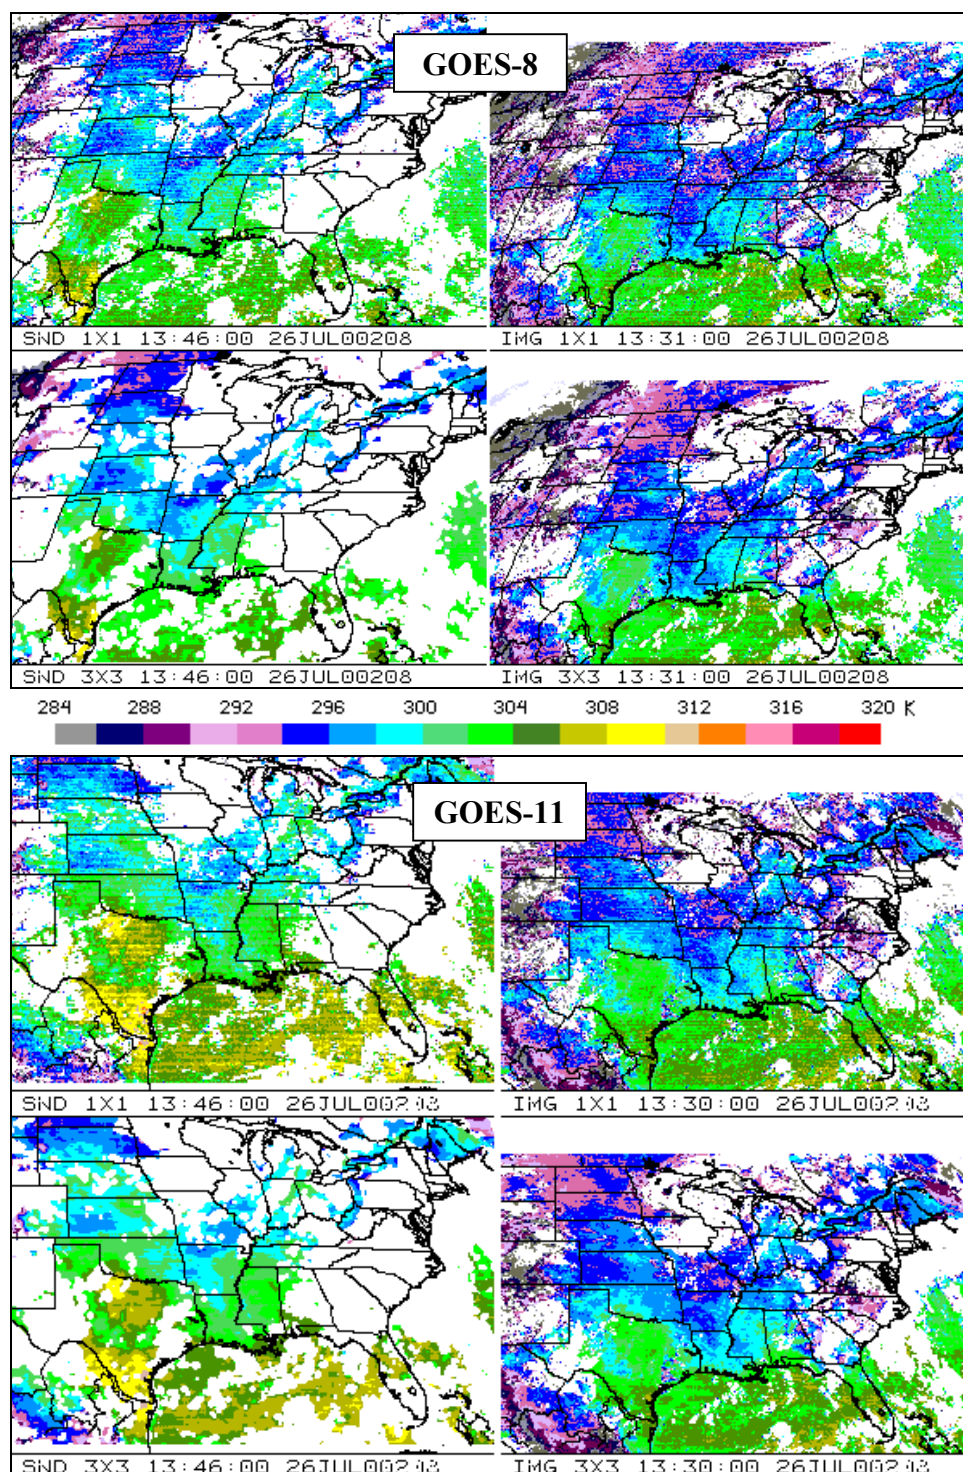 GOES-8
SND 1X1 13:46:00 26JUL00208
IMG 1X1 13:31:00 26JUL00208
SND 3X3 13:46:00 26JUL00208
IMG 3X3 13:31:00 26JUL00208
284 288 292 296 300 304 308 312 316 320 K
GOES-11
SND 1X1 13:46:00
IMG 1X1 13:30:00
SND 3X3 13:46:00
IMG 3X3 13:30:00